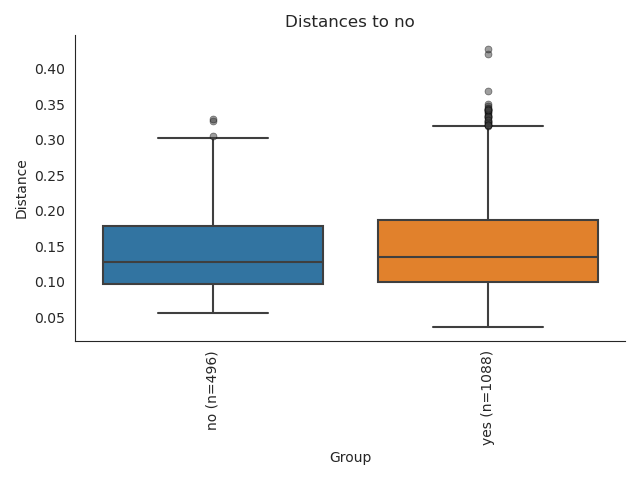 Distances to no
Distance
0.40
0.35
0.30
0.25
0.20
0.15
0.10
0.05
no (n=496)
yes (n=1088)
Group